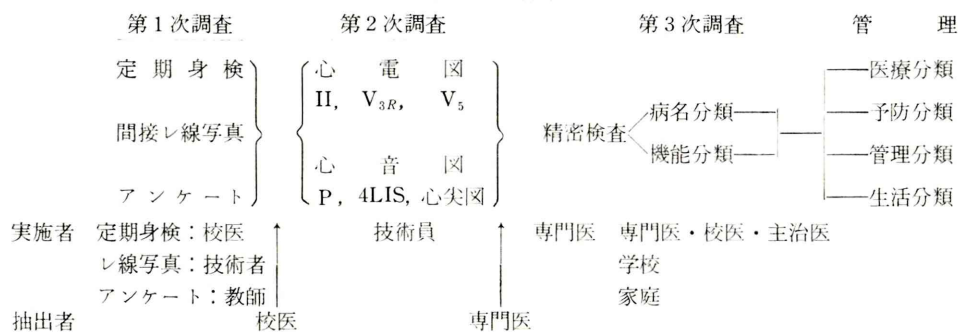 第1次調査 第2次調査 第3次調査 管理
定期身検 心電図 医療分類
II, V3R, V5 病名分類 予防分類
間接レ線写真 精密検査
心音図 機能分類 管理分類
アンケート P, 4LIS, 心尖図 生活分類
実施者 定期身検：校医 技術員 専門医 専門医・校医・主治医
レ線写真：技術者 学校
アンケート：教師 家庭
抽出者 校医 専門医